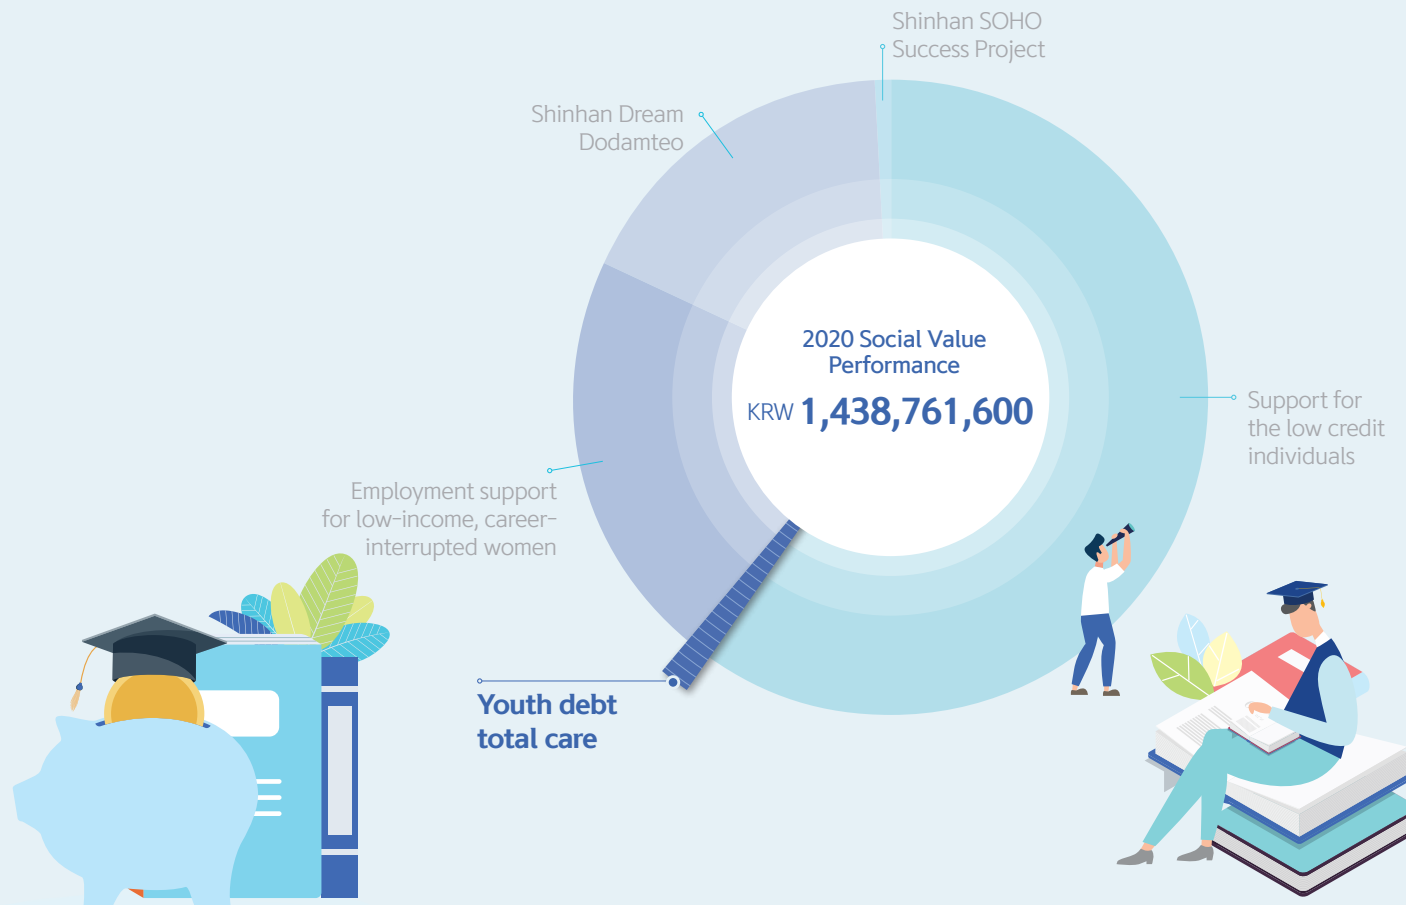 Shinhan SOHO
Success Project
Shinhan Dream
Dodamteo
2020 Social Value
Performance
KRW 1,438,761,600
Support for
the low credit
individuals
Employment support
for low-income, career-
interrupted women
Youth debt
total care